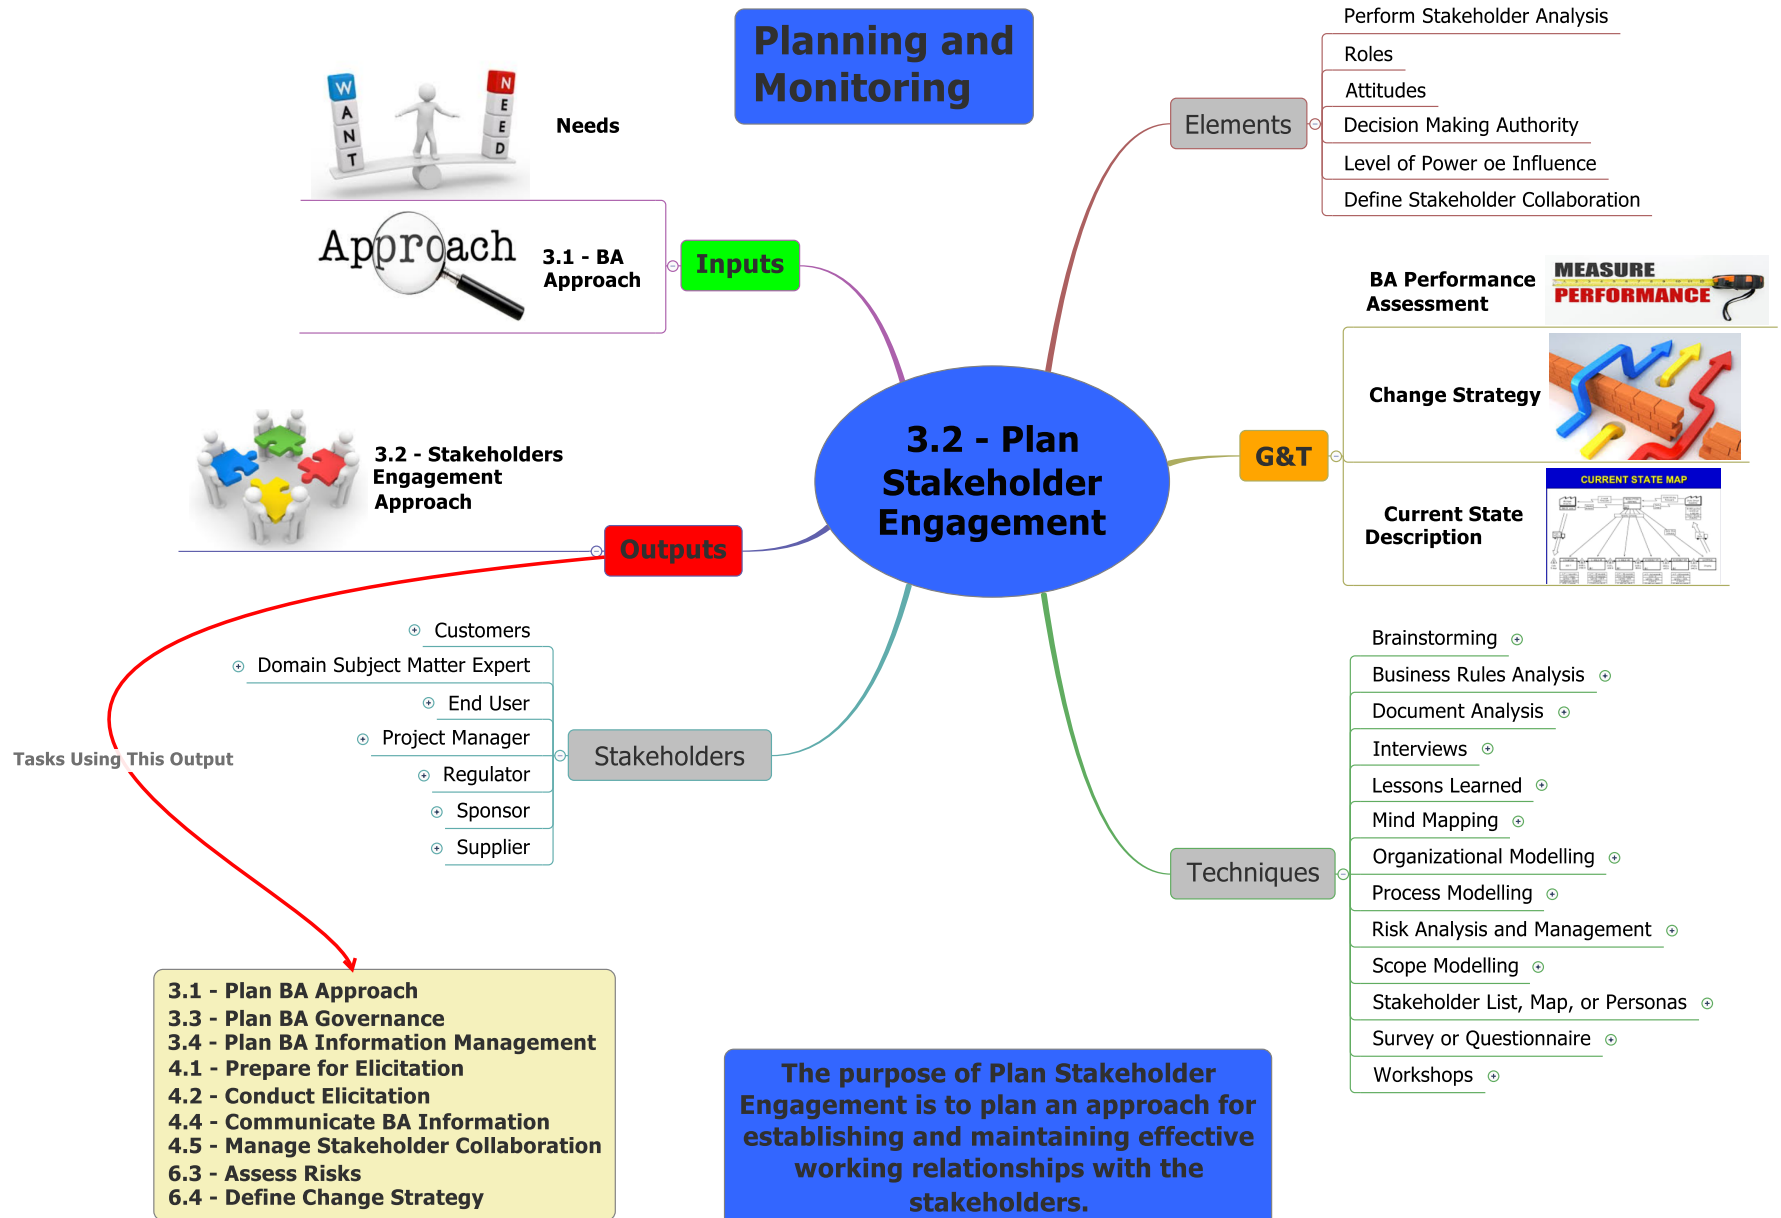 Planning and
Monitoring
WANT
NEED
Needs
Approach
3.1 - BA
Approach
Inputs
3.2 - Stakeholders
Engagement
Approach
Outputs
Tasks Using This Output
3.1 - Plan BA Approach
3.3 - Plan BA Governance
3.4 - Plan BA Information Management
4.1 - Prepare for Elicitation
4.2 - Conduct Elicitation
4.4 - Communicate BA Information
4.5 - Manage Stakeholder Collaboration
6.3 - Assess Risks
6.4 - Define Change Strategy
Customers
Domain Subject Matter Expert
End User
Project Manager
Regulator
Sponsor
Supplier
Stakeholders
3.2 - Plan
Stakeholder
Engagement
Elements
Perform Stakeholder Analysis
Roles
Attitudes
Decision Making Authority
Level of Power oe Influence
Define Stakeholder Collaboration
G&T
BA Performance
Assessment
MEASURE
PERFORMANCE
Change Strategy
Current State
Description
CURRENT STATE MAP
Techniques
Brainstorming
Business Rules Analysis
Document Analysis
Interviews
Lessons Learned
Mind Mapping
Organizational Modelling
Process Modelling
Risk Analysis and Management
Scope Modelling
Stakeholder List, Map, or Personas
Survey or Questionnaire
Workshops
The purpose of Plan Stakeholder
Engagement is to plan an approach for
establishing and maintaining effective
working relationships with the
stakeholders.